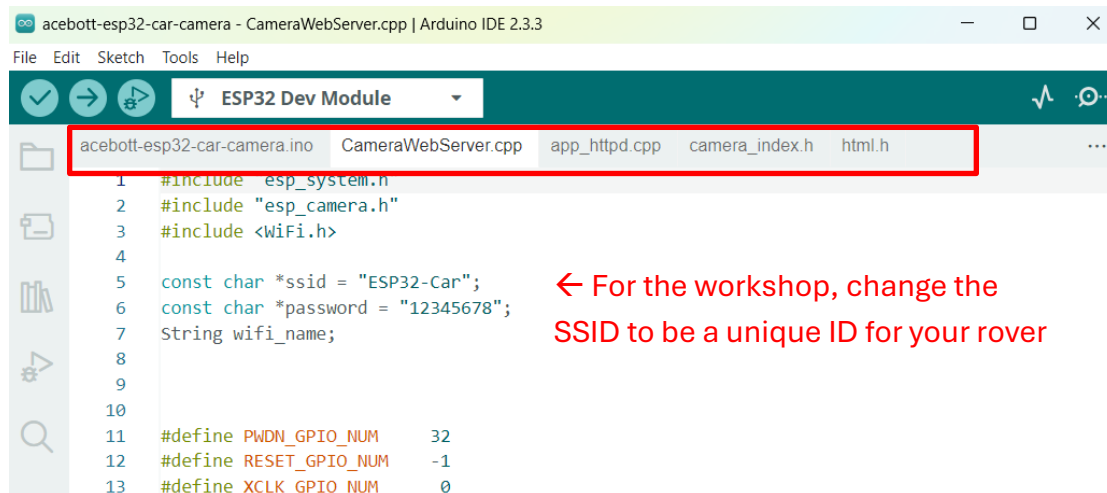 acebott-esp32-car-camera - CameraWebServer.cpp | Arduino IDE 2.3.3
File Edit Sketch Tools Help
ESP32 Dev Module
acebott-esp32-car-camera.ino CameraWebServer.cpp app_httpd.cpp camera_index.h html.h
1 #include "esp_system.h"
2 #include "esp_camera.h"
3 #include <WiFi.h>
4
5 const char *ssid = "ESP32-Car";
6 const char *password = "12345678";
7 String wifi_name;
8
9
10
11 #define PWDN_GPIO_NUM 32
12 #define RESET_GPIO_NUM -1
13 #define XCLK_GPIO_NUM 0
← For the workshop, change the
SSID to be a unique ID for your rover